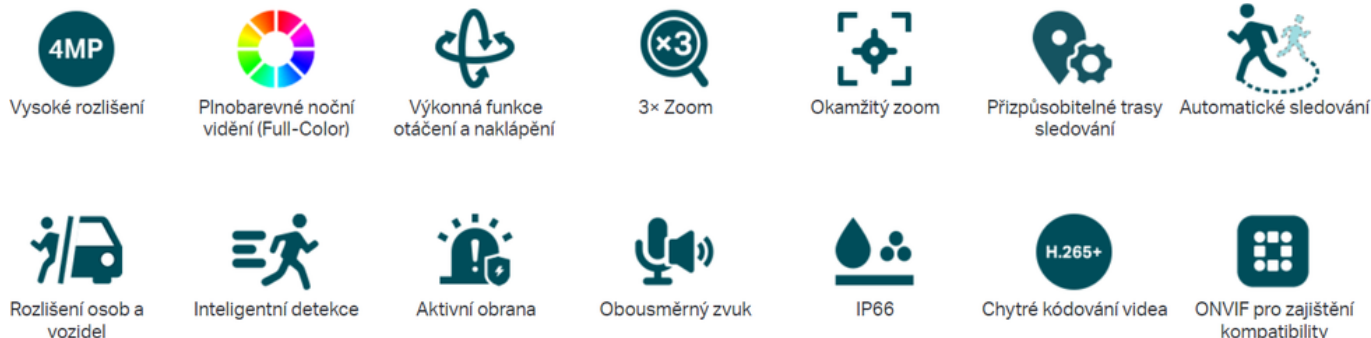 4MP
×3
Vysoké rozlišení
Plnobarevné noční
vidění (Full-Color)
Výkonná funkce
otáčení a naklápění
3× Zoom
Okamžitý zoom
Přizpůsobitelné trasy
sledování
Automatické sledování
H.265+
Rozlišení osob a
vozidel
Inteligentní detekce
Aktivní obrana
Obousměrný zvuk
IP66
Chytré kódování videa
ONVIF pro zajištění
kompatibility